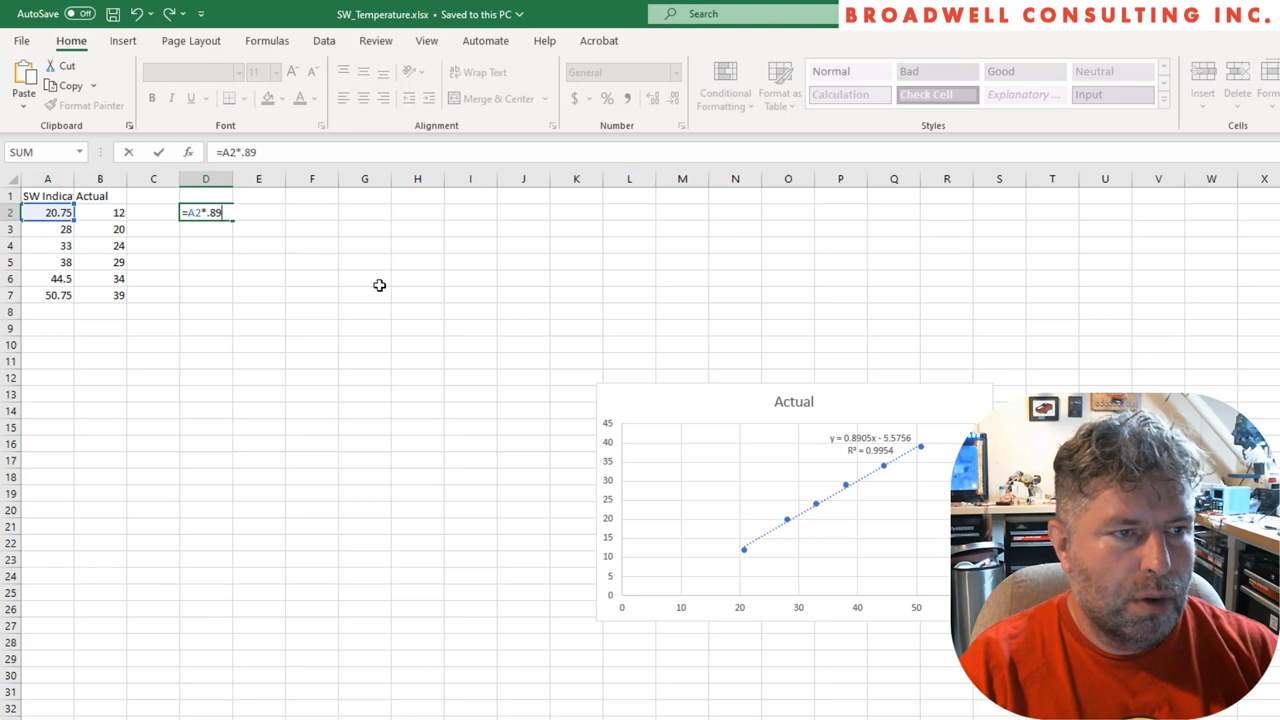 AutoSave Off SW_Temperature.xlsx • Saved to this PC Search
BROADWELL CONSULTING INC.
File Home Insert Page Layout Formulas Data Review View Automate Help Acrobat
Paste Cut Copy Format Painter
11 Wrap Text Merge & Center
General $ % ,
Conditional Formatting Format as Table
Normal Bad Good Neutral
Calculation Check Cell Explanatory ... Input
Insert Delete
Clipboard Font Alignment Number Styles Cells
SUM fx =A2*.89
A B C D E F G H I J K L M N O P Q R S T U V W X
1 SW Indica Actual
2 20.75 12 =A2*.89
3 28 20
4 33 24
5 38 29
6 44.5 34
7 50.75 39
8
9
10
11
12
13
14
15
16
17
18
19
20
21
22
23
24
25
26
27
28
29
30
31
32
Actual
y = 0.8905x - 5.5756
R² = 0.9954
45
40
35
30
25
20
15
10
5
0
0 10 20 30 40 50